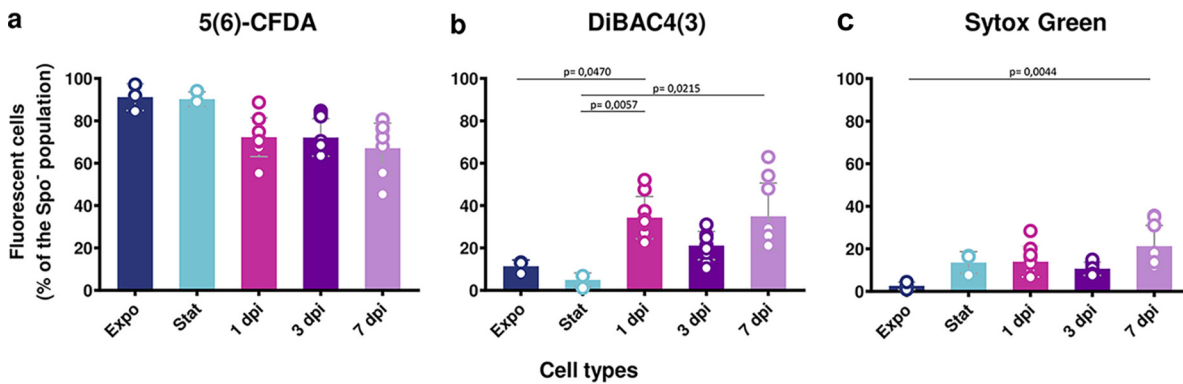 a 5(6)-CFDA
b DiBAC4(3)
c Sytox Green
Fluorescent cells
(% of the Spo⁻ population)
100
80
60
40
20
0
Expo
Stat
1 dpi
3 dpi
7 dpi
p= 0,0470
p= 0,0215
p= 0,0057
100
80
60
40
20
0
Expo
Stat
1 dpi
3 dpi
7 dpi
p= 0,0044
100
80
60
40
20
0
Expo
Stat
1 dpi
3 dpi
7 dpi
Cell types